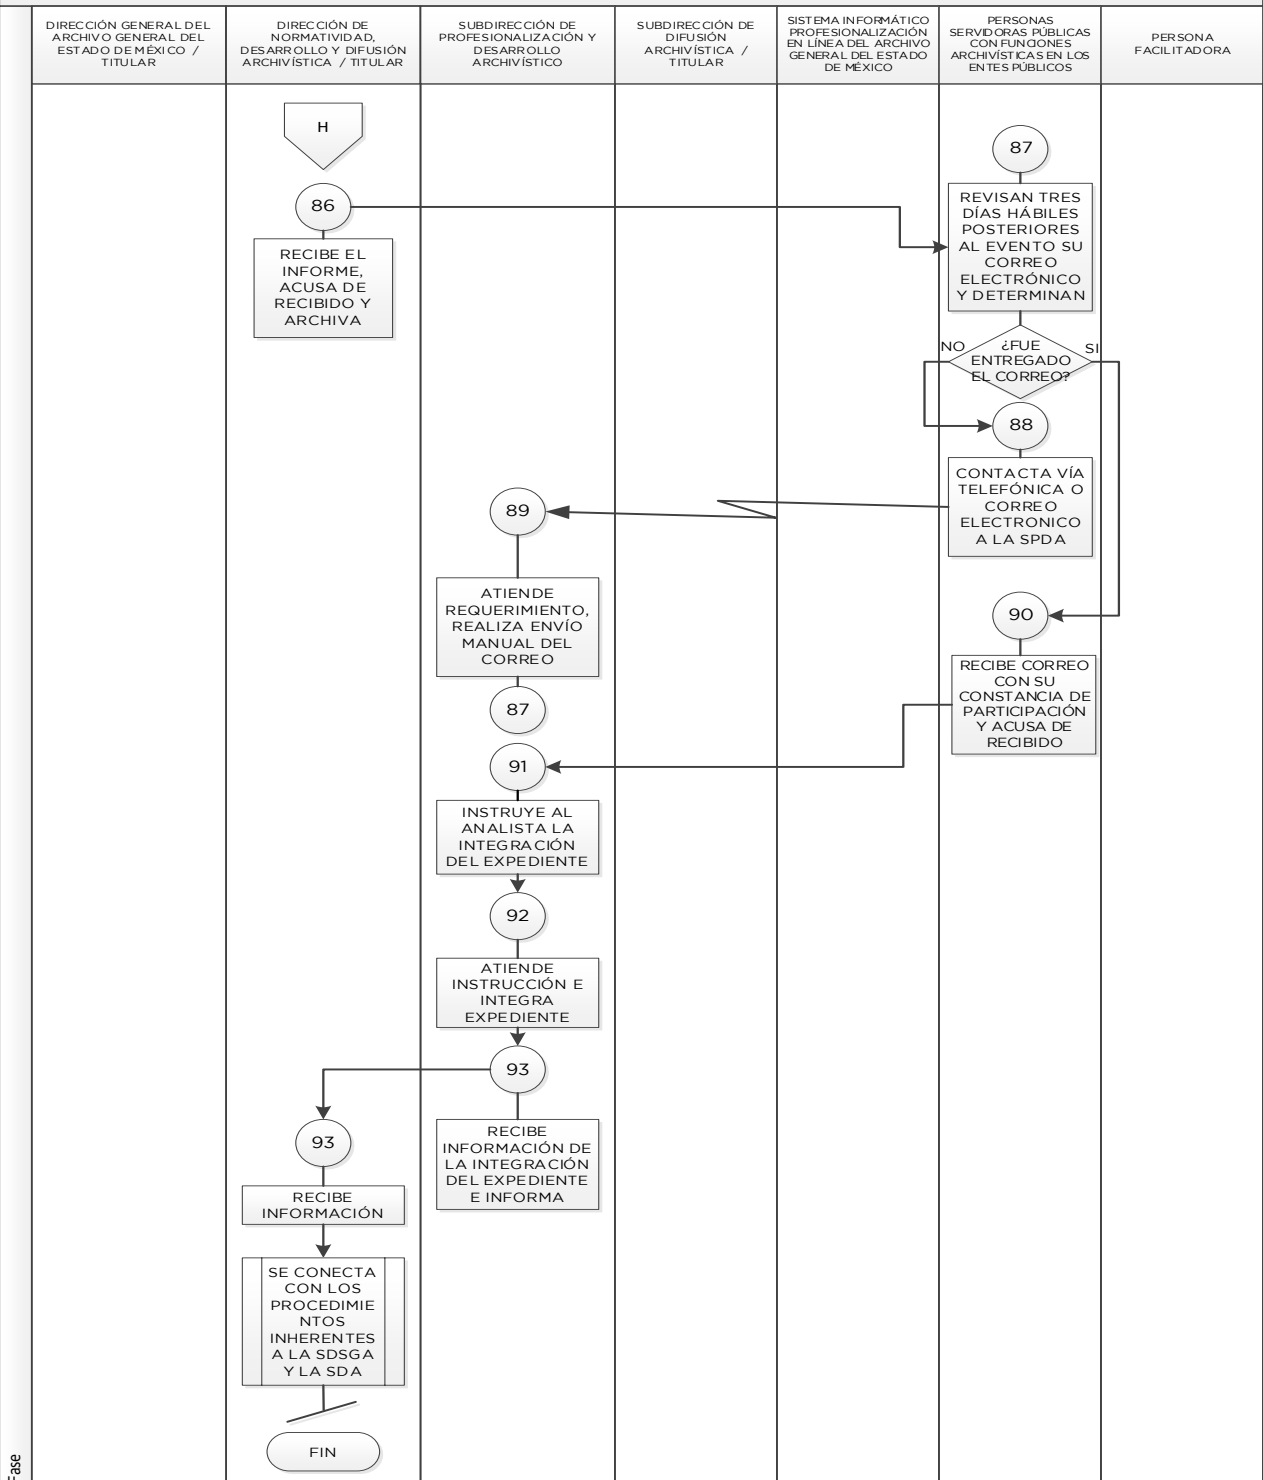 DIRECCIÓN GENERAL DEL
ARCHIVO GENERAL DEL
ESTADO DE MÉXICO /
TITULAR
DIRECCIÓN DE
NORMATIVIDAD,
DESARROLLO Y DIFUSIÓN
ARCHIVÍSTICA / TITULAR
SUBDIRECCIÓN DE
PROFESIONALIZACIÓN Y
DESARROLLO
ARCHIVÍSTICO
SUBDIRECCIÓN DE
DIFUSIÓN
ARCHIVÍSTICA /
TITULAR
SISTEMA INFORMÁTICO
PROFESIONALIZACIÓN
EN LÍNEA DEL ARCHIVO
GENERAL DEL ESTADO
DE MÉXICO
PERSONAS
SERVIDORAS PÚBLICAS
CON FUNCIONES
ARCHIVÍSTICAS EN LOS
ENTES PÚBLICOS
PERSONA
FACILITADORA
H
86
RECIBE EL
INFORME,
ACUSA DE
RECIBIDO Y
ARCHIVA
87
REVISAN TRES
DÍAS HÁBILES
POSTERIORES
AL EVENTO SU
CORREO
ELECTRÓNICO
Y DETERMINAN
NO
¿FUE
ENTREGADO
EL CORREO?
SI
88
CONTACTA VÍA
TELEFÓNICA O
CORREO
ELECTRONICO
A LA SPDA
89
ATIENDE
REQUERIMIENTO,
REALIZA ENVÍO
MANUAL DEL
CORREO
87
90
RECIBE CORREO
CON SU
CONSTANCIA DE
PARTICIPACIÓN
Y ACUSA DE
RECIBIDO
91
INSTRUYE AL
ANALISTA LA
INTEGRACIÓN
DEL EXPEDIENTE
92
ATIENDE
INSTRUCCIÓN E
INTEGRA
EXPEDIENTE
93
RECIBE
INFORMACIÓN DE
LA INTEGRACIÓN
DEL EXPEDIENTE
E INFORMA
93
RECIBE
INFORMACIÓN
SE CONECTA
CON LOS
PROCEDIMIE
NTOS
INHERENTES
A LA SDSGA
Y LA SDA
FIN
Fase